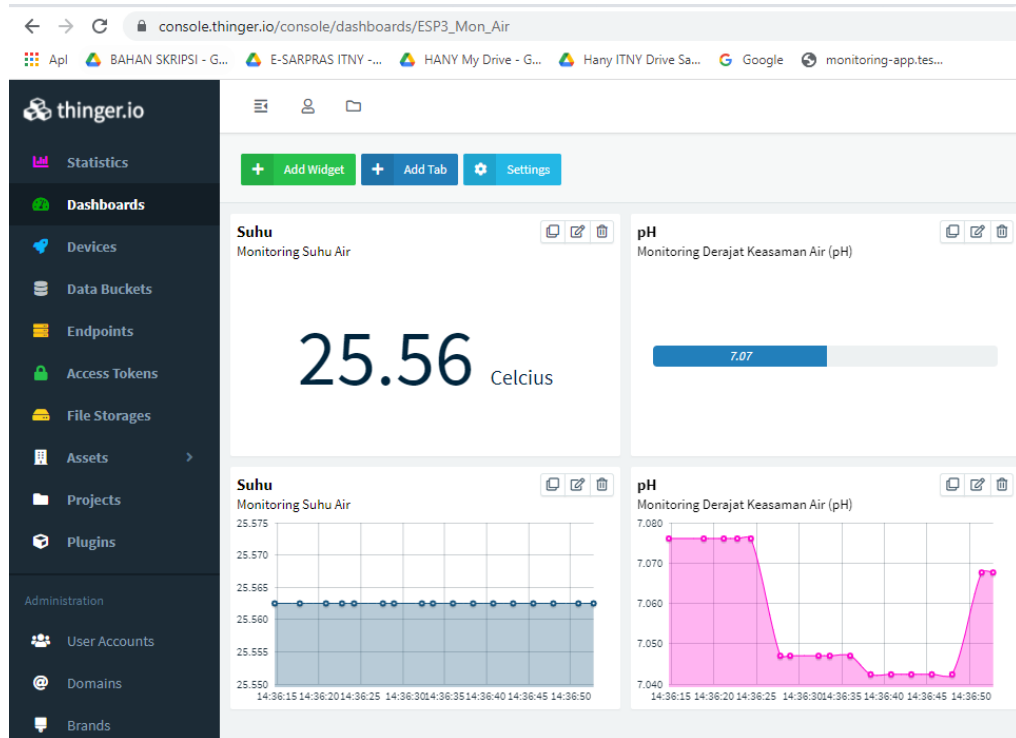 console.thinger.io/console/dashboards/ESP3_Mon_Air
Apl BAHAN SKRIPSI - G... E-SARPRAS ITNY -... HANY My Drive - G... Hany ITNY Drive Sa... Google monitoring-app.tes...
thinger.io
Statistics
Dashboards
Devices
Data Buckets
Endpoints
Access Tokens
File Storages
Assets
Projects
Plugins
Administration
User Accounts
Domains
Brands
Add Widget Add Tab Settings
Suhu
Monitoring Suhu Air
25.56 Celcius
pH
Monitoring Derajat Keasaman Air (pH)
7.07
Suhu
Monitoring Suhu Air
25.575
25.570
25.565
25.560
25.555
25.550
14:36:15 14:36:20 14:36:25 14:36:30 14:36:35 14:36:40 14:36:45 14:36:50
pH
Monitoring Derajat Keasaman Air (pH)
7.080
7.070
7.060
7.050
7.040
14:36:15 14:36:20 14:36:25 14:36:30 14:36:35 14:36:40 14:36:45 14:36:50